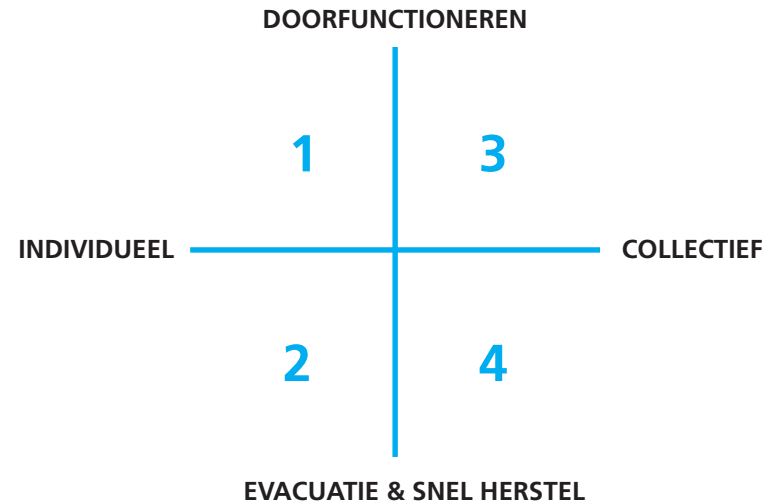 DOORFUNCTIONEREN
1 3
INDIVIDUEEL COLLECTIEF
2 4
EVACUATIE & SNEL HERSTEL